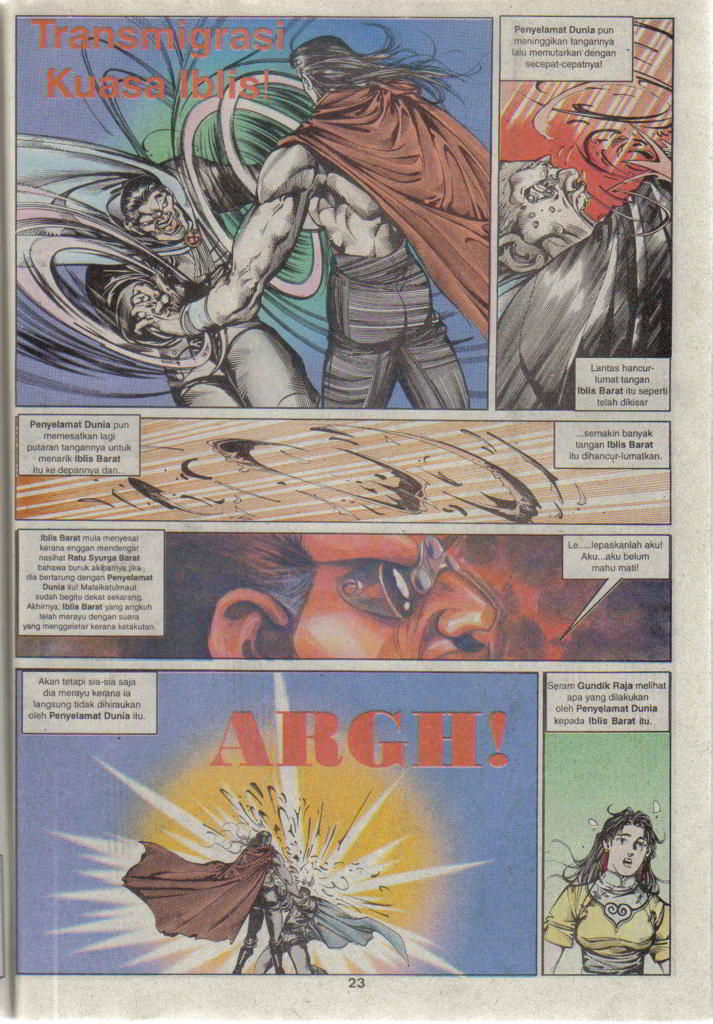 Transmigrasi
Kuasa Iblis!
Penyelamat Dunia pun
meninggikan tangannya
lalu memutarkan dengan
secepat-cepatnya!
Lantas hancur-
lumat tangan
Iblis Barat itu seperti
telah dikisar
Penyelamat Dunia pun
memesatkan lagi
putaran tangannya untuk
menarik Iblis Barat
itu ke depannya dan...
...semakin banyak
tangan Iblis Barat
itu dihancur-lumatkan.
Iblis Barat mula menyesal
kerana enggan mendengar
nasihat Ratu Syurga Barat
bahawa buruk akibatnya jika
dia bertarung dengan Penyelamat
Dunia itu! Malaikatulmaut
sudah begitu dekat sekarang.
Akhirnya, Iblis Barat yang angkuh
telah merayu dengan suara
yang menggeletar kerana ketakutan.
Le.....lepaskanlah aku!
Aku...aku belum
mahu mati!
Akan tetapi sia-sia saja
dia merayu kerana ia
langsung tidak dihiraukan
oleh Penyelamat Dunia itu.
ARGH!
Seram Gundik Raja melihat
apa yang dilakukan
oleh Penyelamat Dunia
kepada Iblis Barat itu.
23